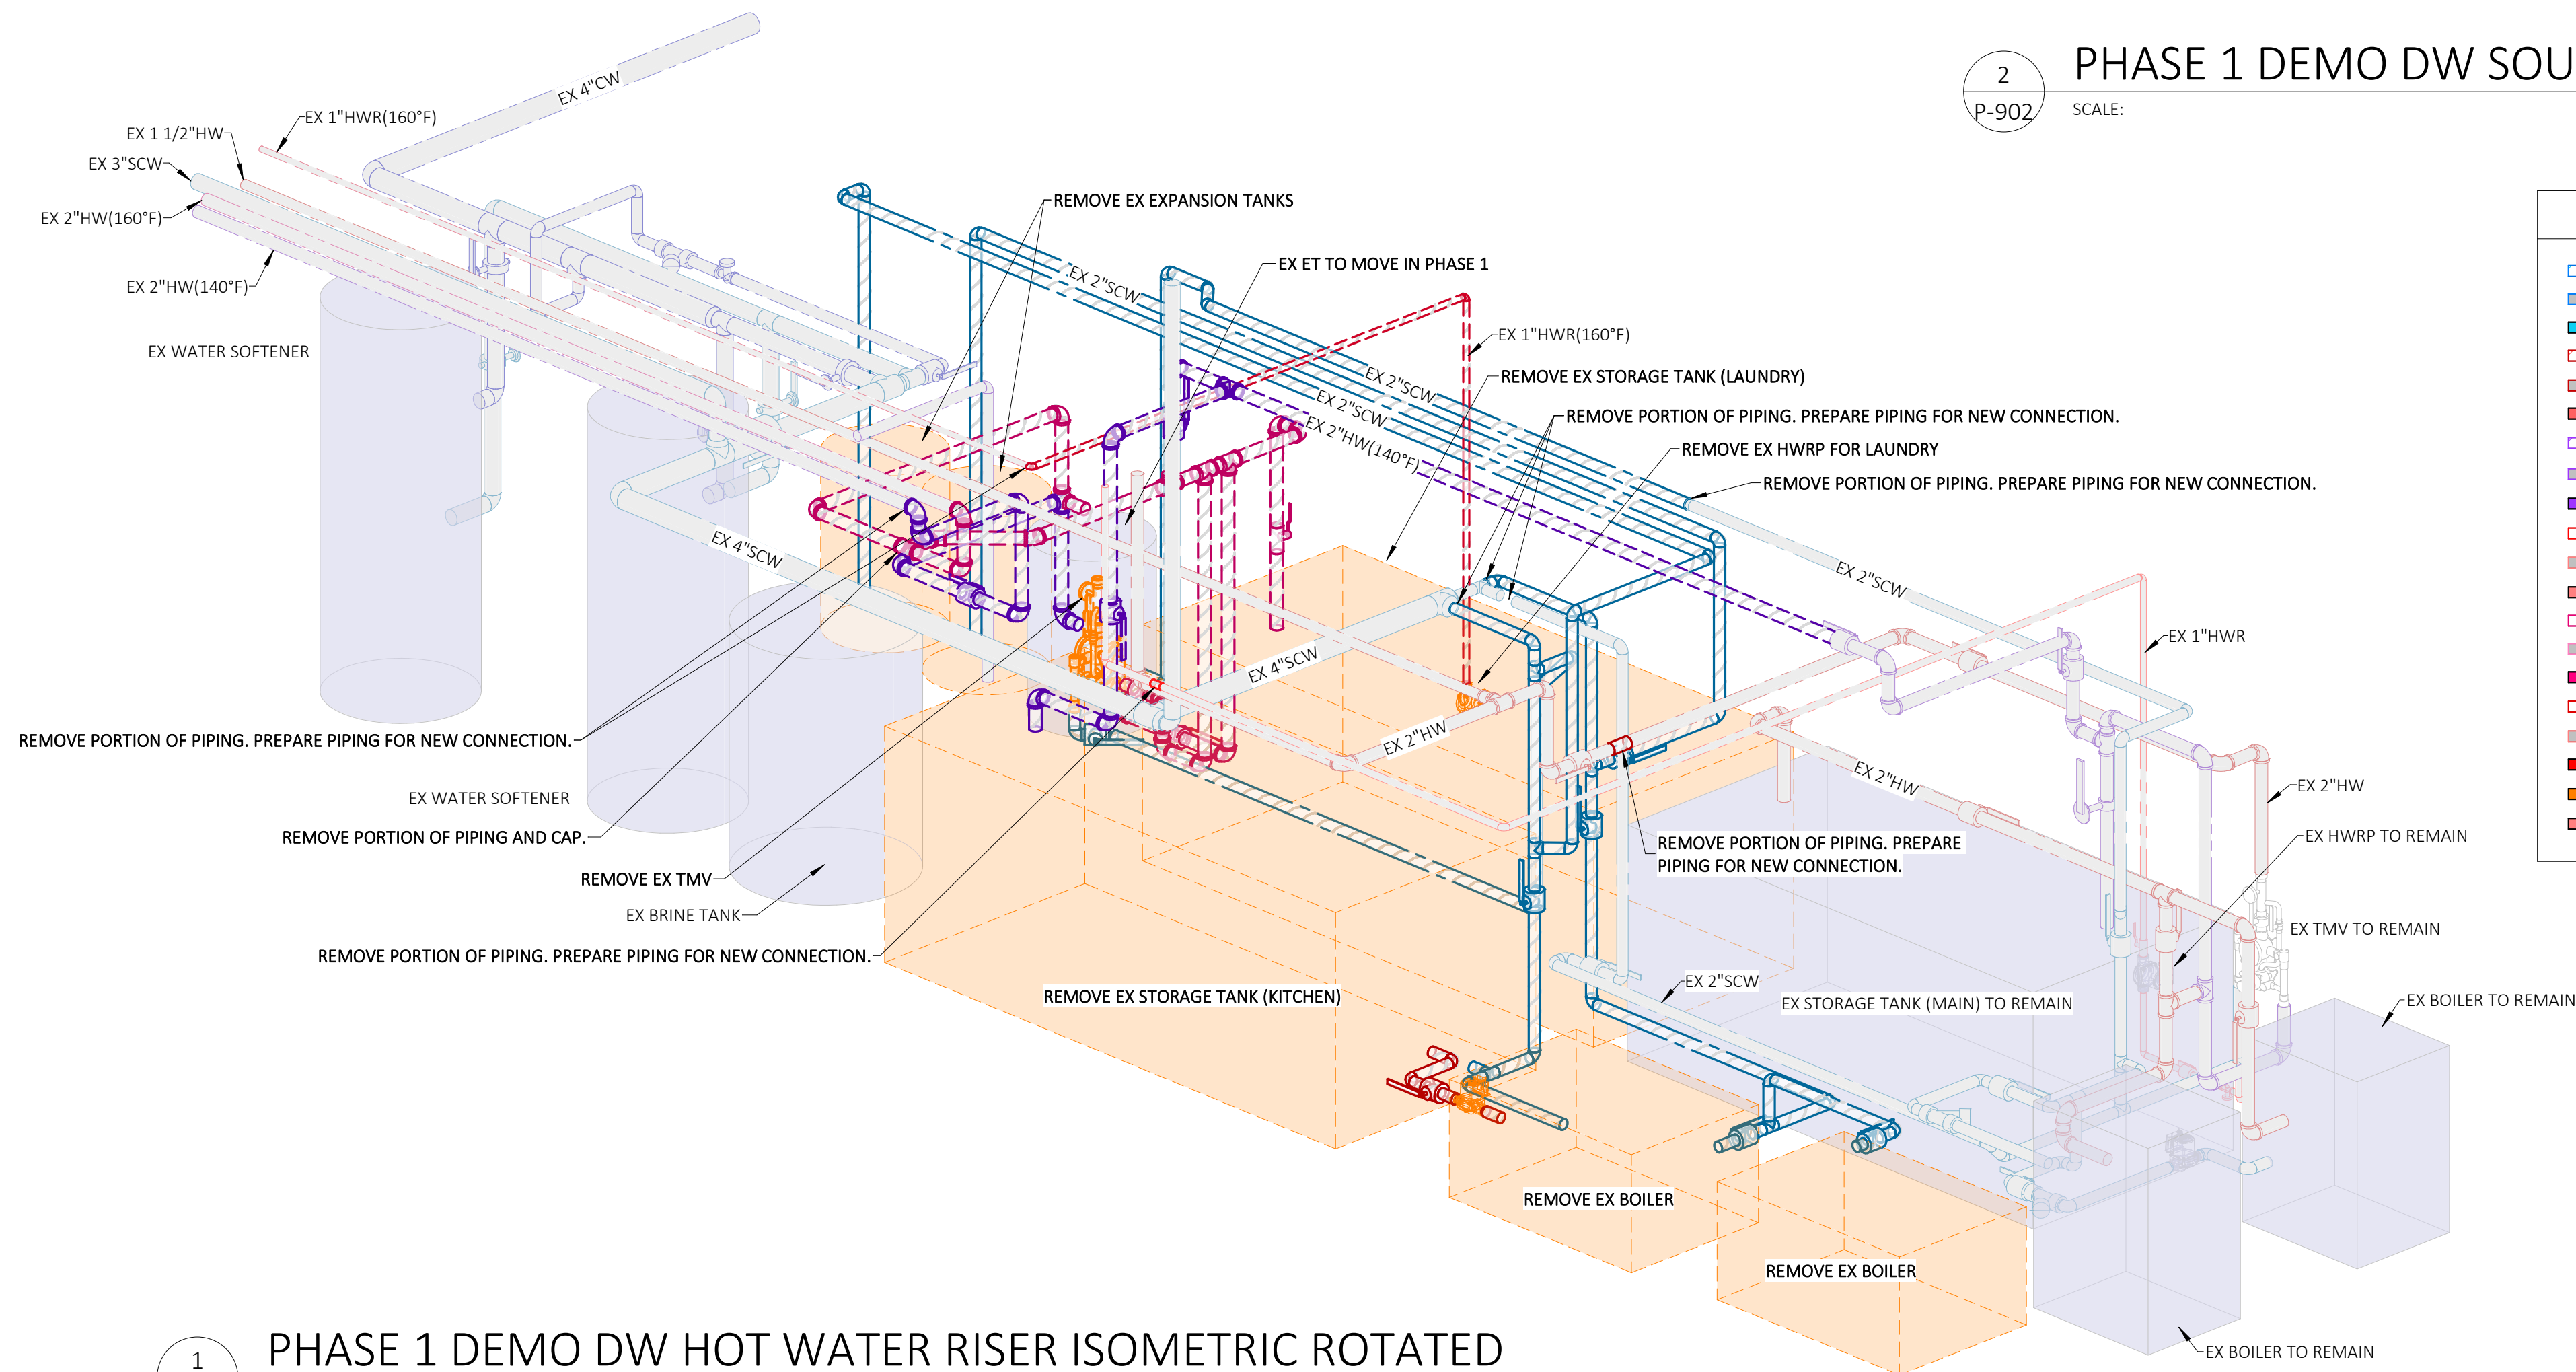 2
P-902
PHASE 1 DEMO DW SOU
SCALE:
EX 4"CW
EX 1"HWR(160°F)
EX 1 1/2"HW
EX 3"SCW
EX 2"HW(160°F)
EX 2"HW(140°F)
EX WATER SOFTENER
REMOVE EX EXPANSION TANKS
EX ET TO MOVE IN PHASE 1
EX 2"SCW
EX 1"HWR(160°F)
REMOVE EX STORAGE TANK (LAUNDRY)
EX 2"SCW
EX 2"SCW
EX 2"HW(140°F)
REMOVE PORTION OF PIPING. PREPARE PIPING FOR NEW CONNECTION.
REMOVE EX HWRP FOR LAUNDRY
REMOVE PORTION OF PIPING. PREPARE PIPING FOR NEW CONNECTION.
EX 4"SCW
EX 2"SCW
EX 1"HWR
EX 4"SCW
EX 2"HW
EX 2"HW
EX 2"HW
REMOVE PORTION OF PIPING. PREPARE PIPING FOR NEW CONNECTION.
EX WATER SOFTENER
REMOVE PORTION OF PIPING AND CAP.
REMOVE EX TMV
EX BRINE TANK
REMOVE PORTION OF PIPING. PREPARE PIPING FOR NEW CONNECTION.
REMOVE PORTION OF PIPING. PREPARE
PIPING FOR NEW CONNECTION.
EX HWRP TO REMAIN
EX TMV TO REMAIN
REMOVE EX STORAGE TANK (KITCHEN)
EX 2"SCW
EX STORAGE TANK (MAIN) TO REMAIN
EX BOILER TO REMAIN
REMOVE EX BOILER
REMOVE EX BOILER
EX BOILER TO REMAIN
1
PHASE 1 DEMO DW HOT WATER RISER ISOMETRIC ROTATED